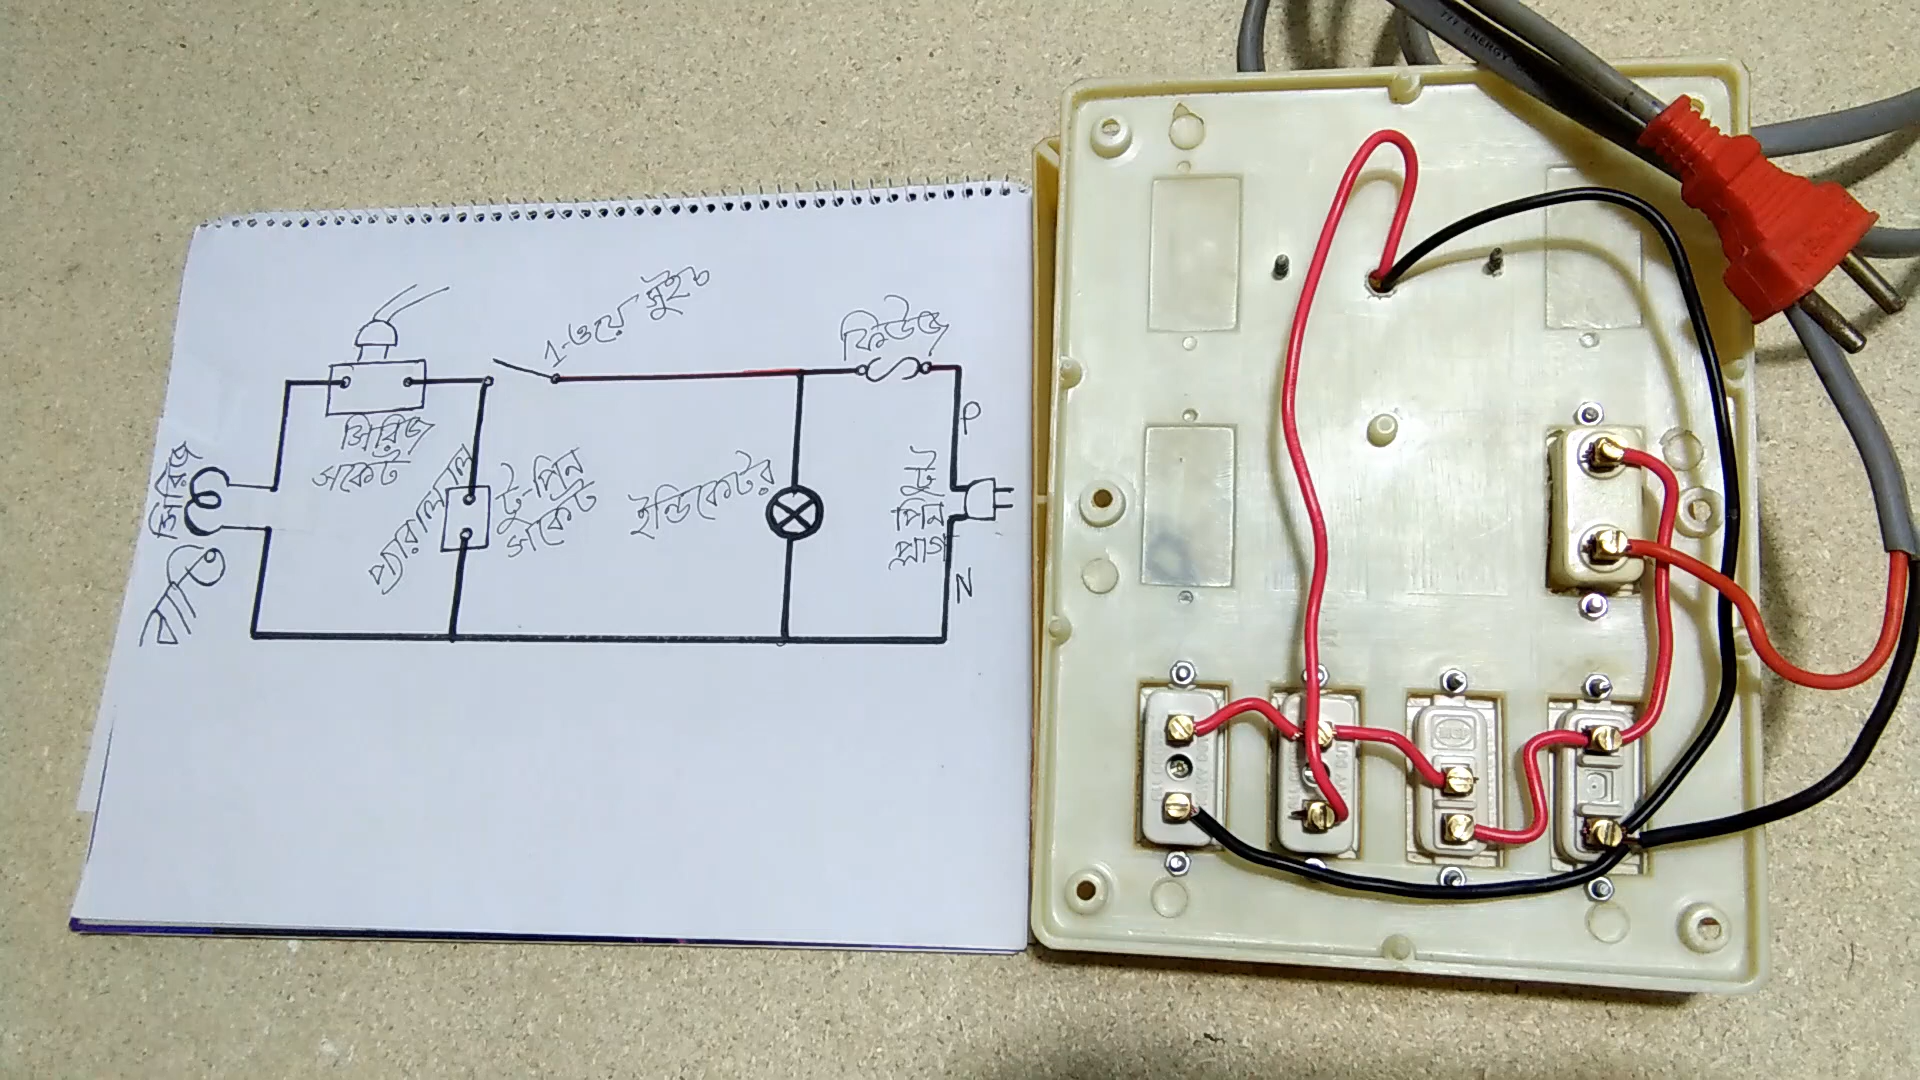 1-ওয়ে সুইচ
ফিউজ
P
সিরিজ
সকেট
সিরিজ
বাতি
প্যারালাল
টু-পিন
সকেট
ইন্ডিকেটর
টু
পিন
প্লাগ
N